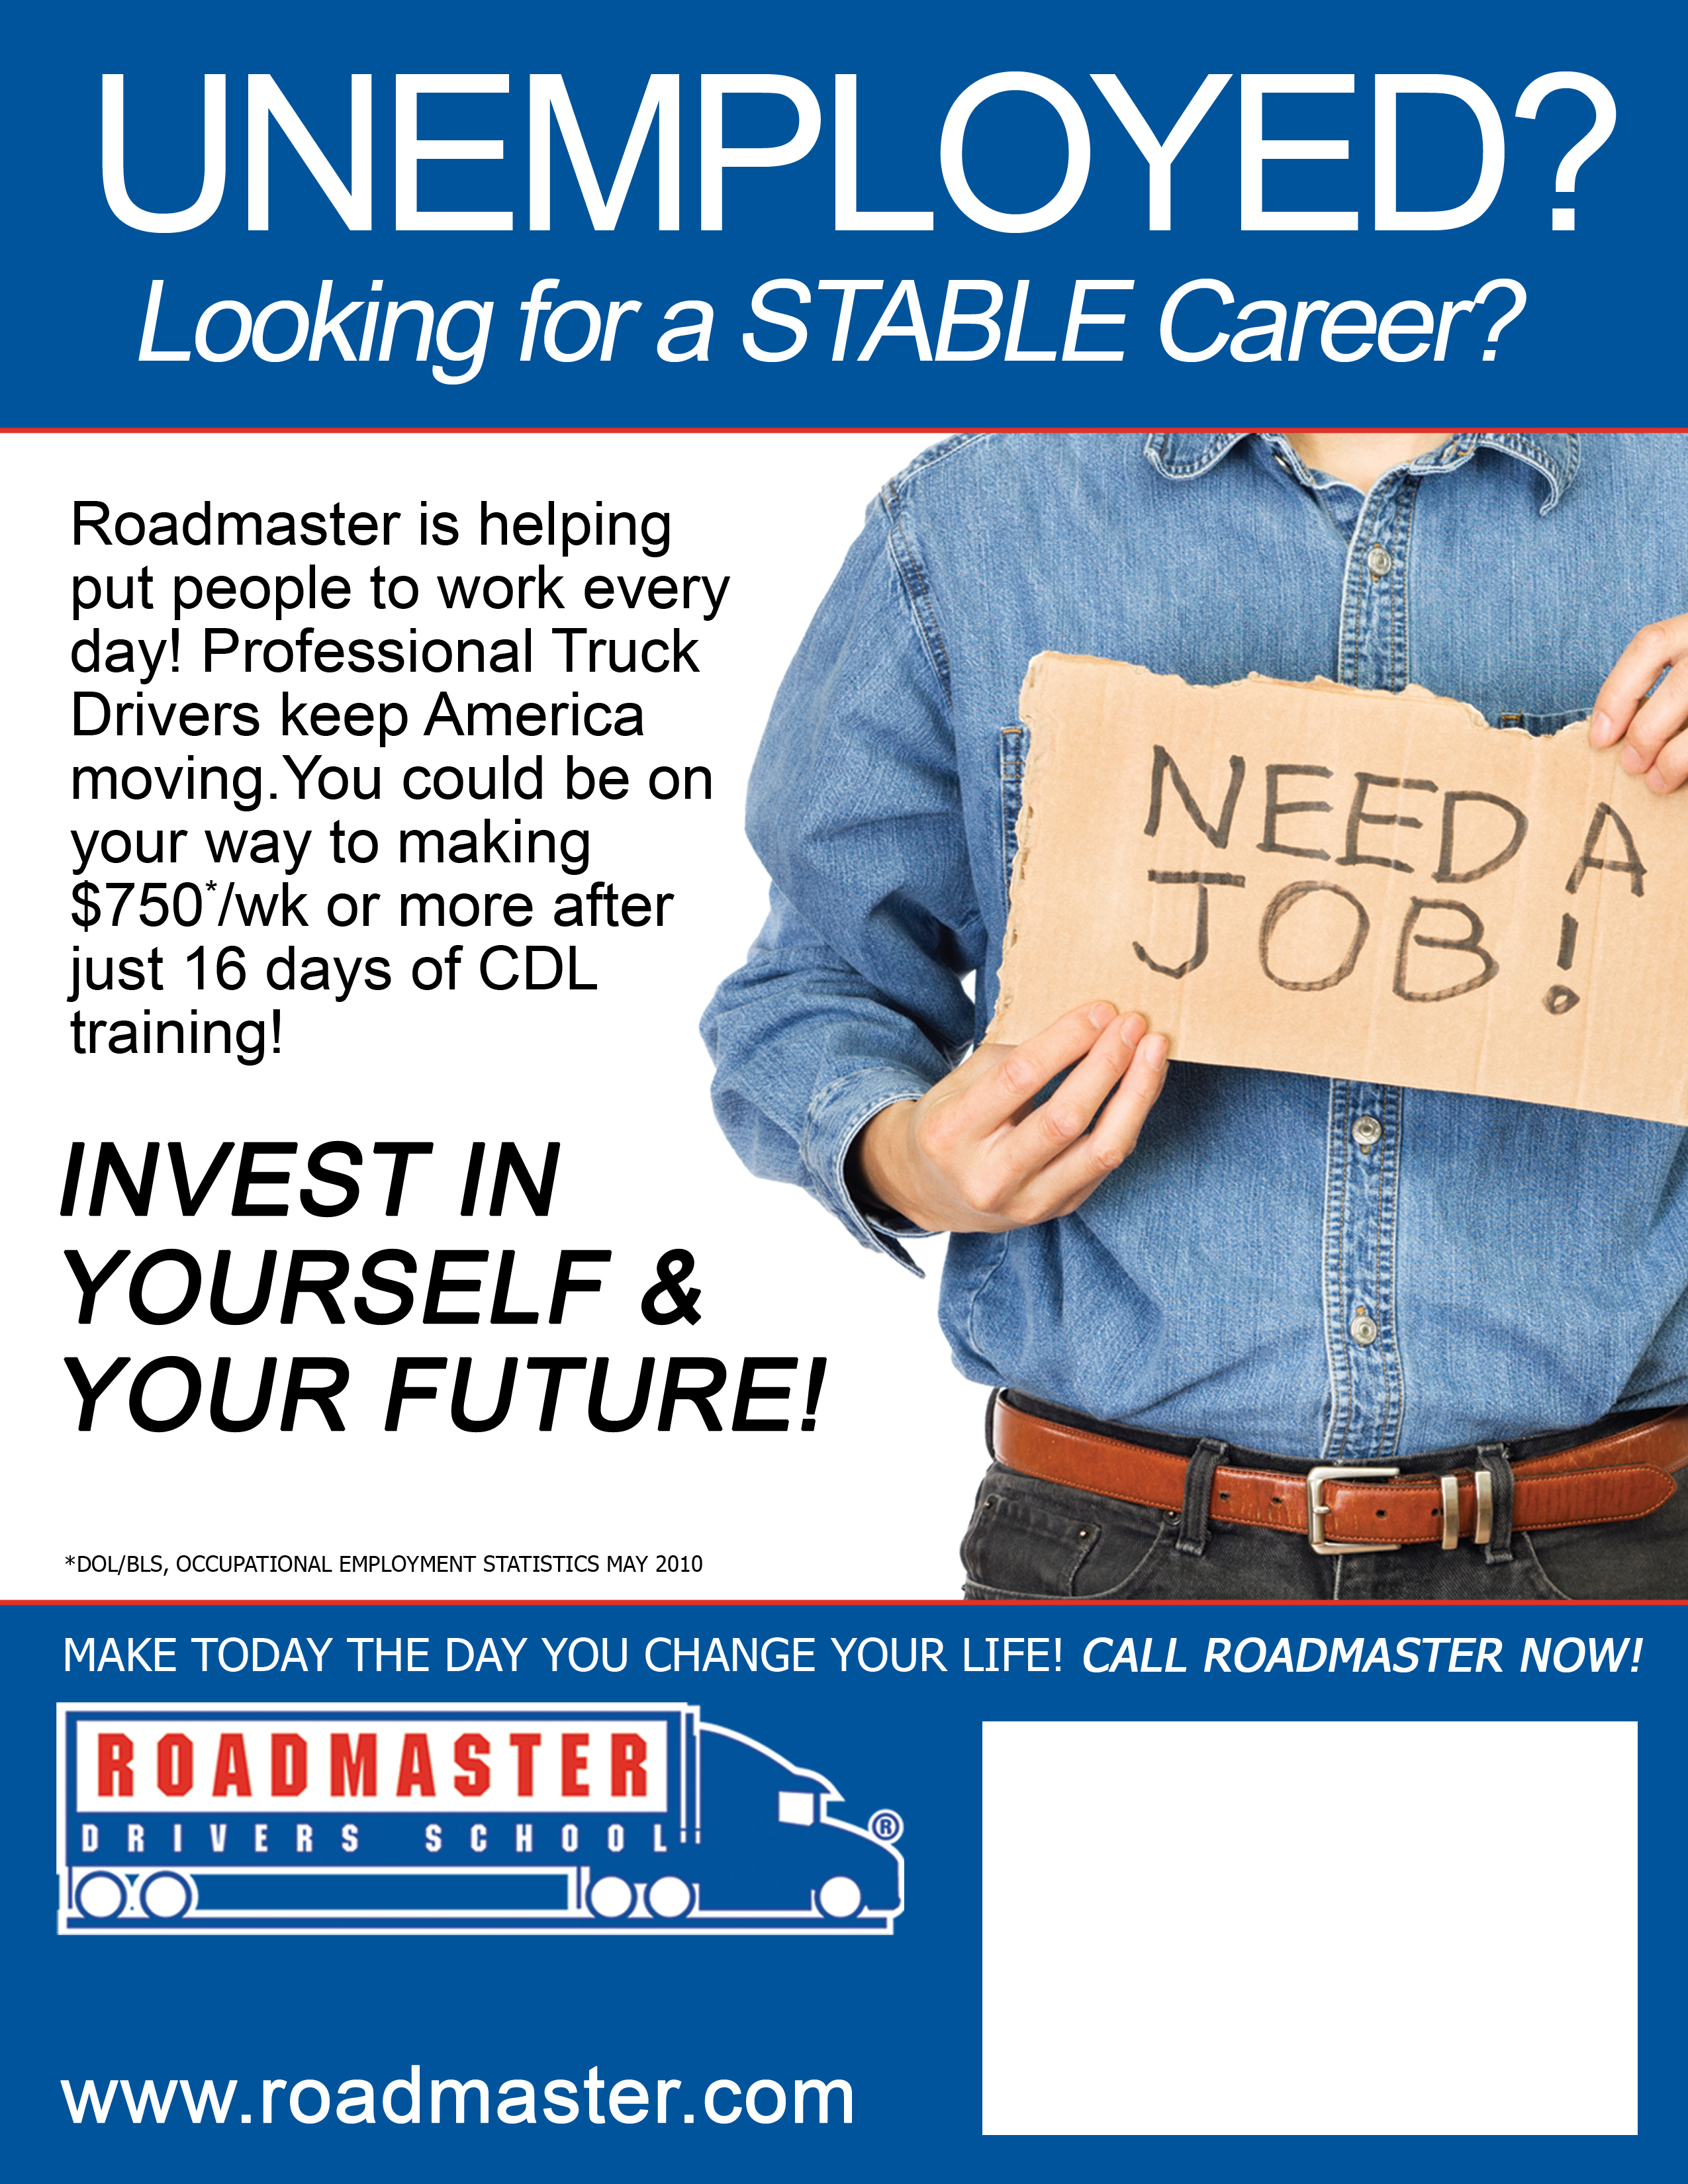 UNEMPLOYED?
Looking for a STABLE Career?
Roadmaster is helping
put people to work every
day! Professional Truck
Drivers keep America
moving.You could be on
your way to making
$750*/wk or more after
just 16 days of CDL
training!
INVEST IN
YOURSELF &
YOUR FUTURE!
*DOL/BLS, OCCUPATIONAL EMPLOYMENT STATISTICS MAY 2010
NEED A
JOB!
MAKE TODAY THE DAY YOU CHANGE YOUR LIFE! CALL ROADMASTER NOW!
ROADMASTER
DRIVERS SCHOOL
®
www.roadmaster.com